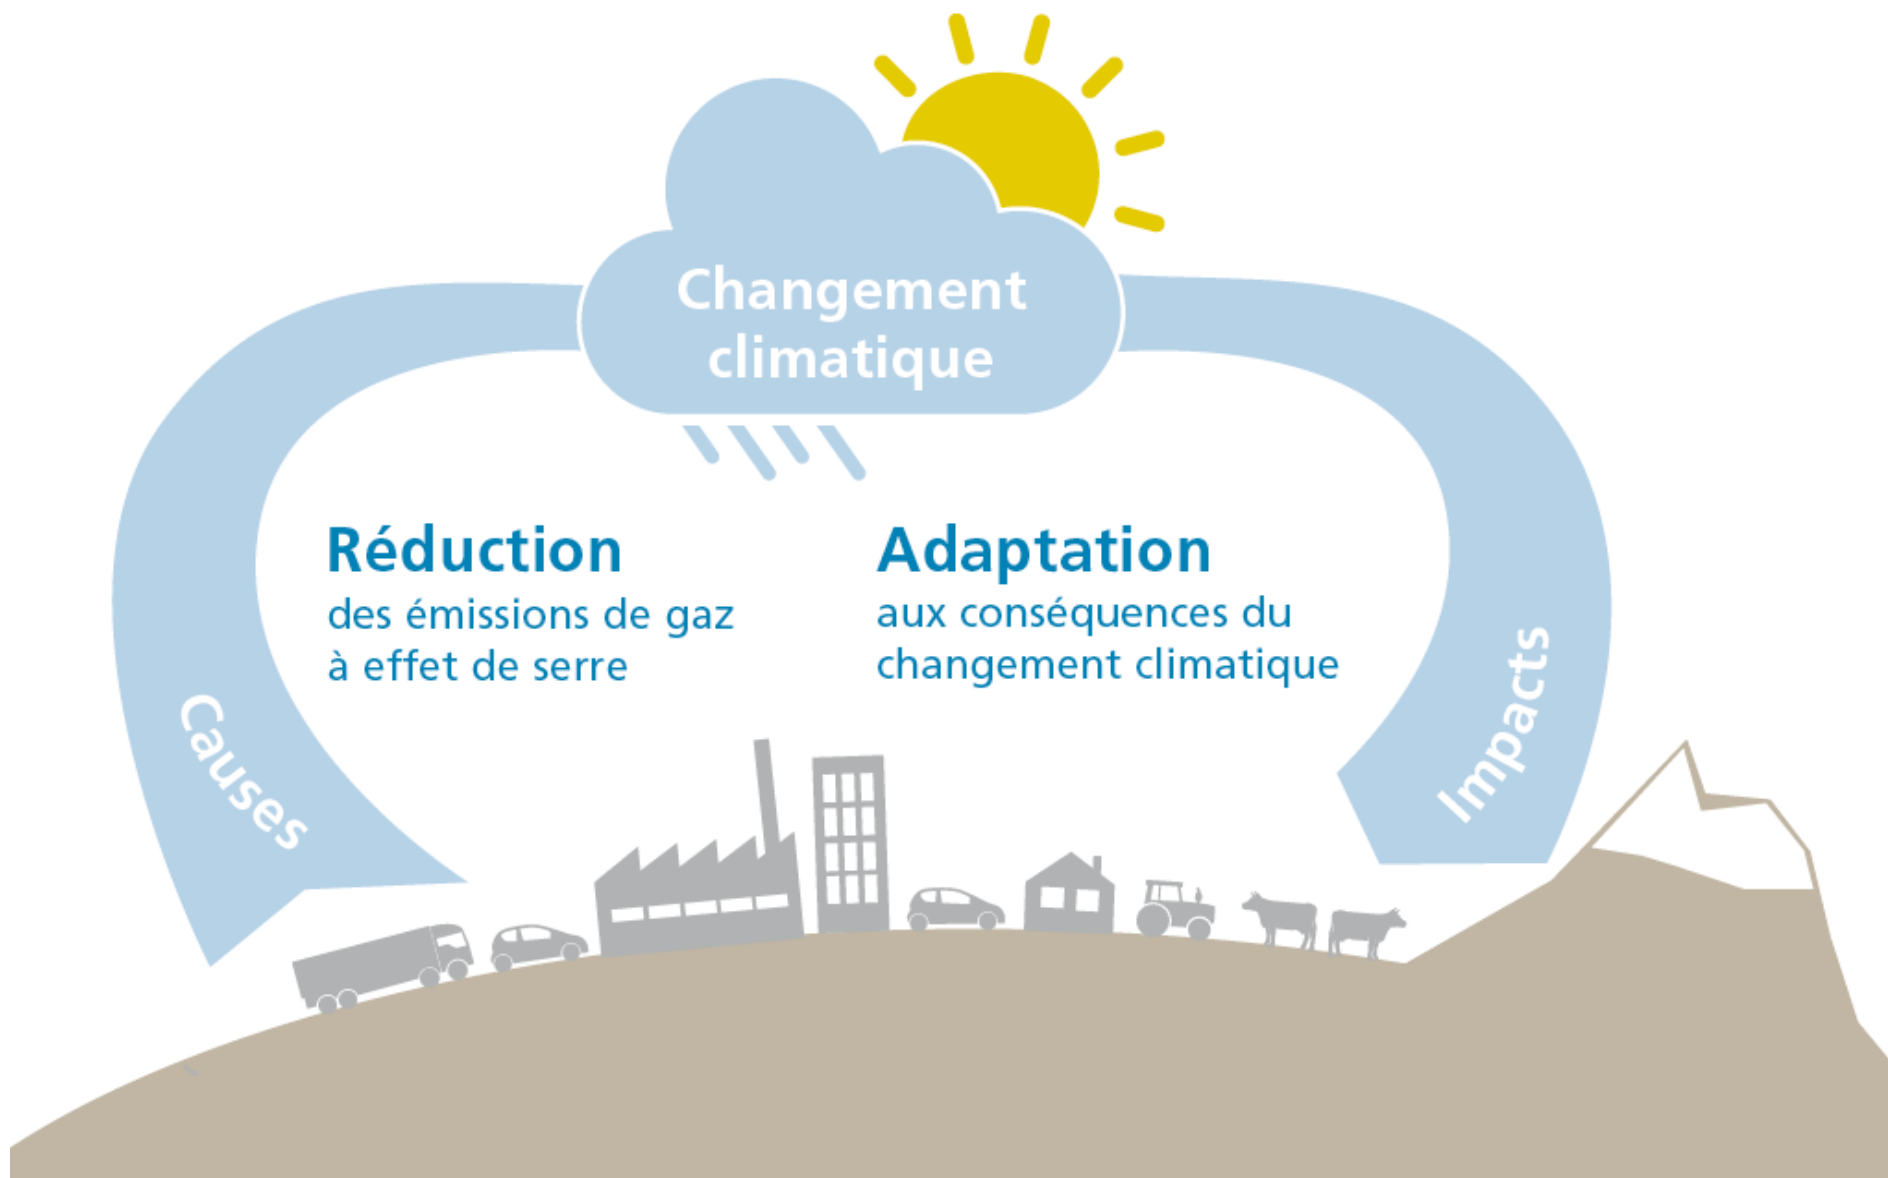 Changement
climatique
Réduction
des émissions de gaz
à effet de serre
Adaptation
aux conséquences du
changement climatique
Causes
Impacts